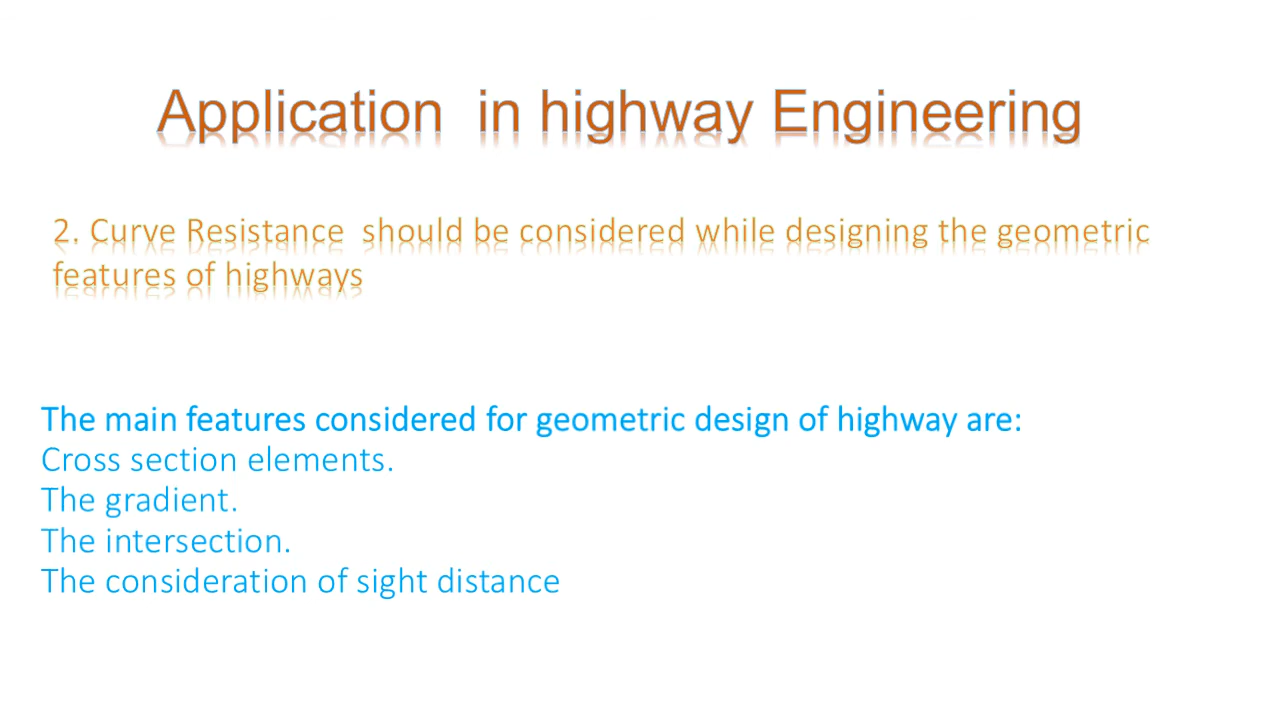 Application  in highway Engineering
2. Curve Resistance  should be considered while designing the geometric
features of highways
The main features considered for geometric design of highway are:
Cross section elements.
The gradient.
The intersection.
The consideration of sight distance